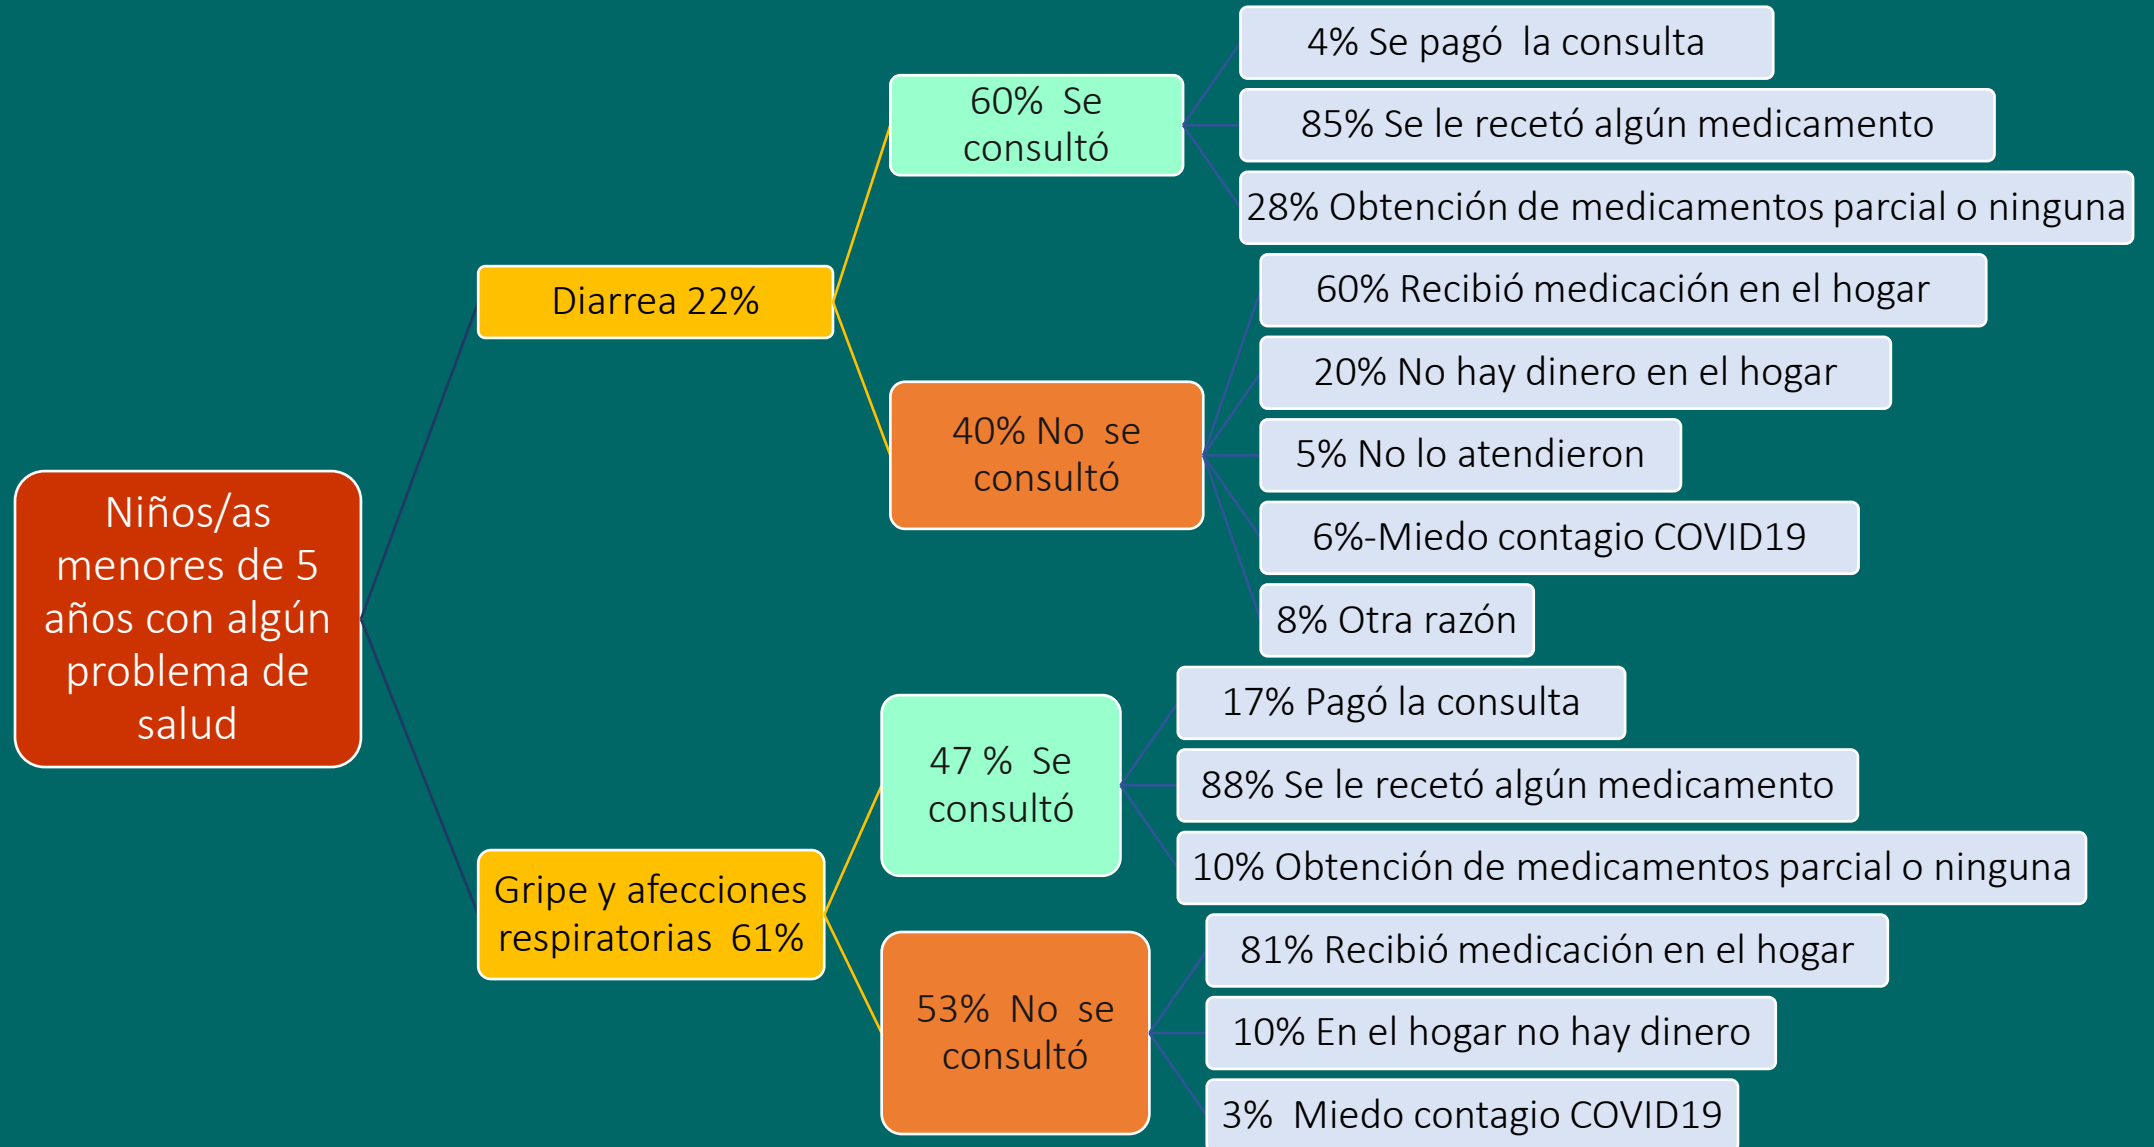 Niños/as
menores de 5
años con algún
problema de
salud
Diarrea 22%
60% Se
consultó
4% Se pagó la consulta
85% Se le recetó algún medicamento
28% Obtención de medicamentos parcial o ninguna
40% No se
consultó
60% Recibió medicación en el hogar
20% No hay dinero en el hogar
5% No lo atendieron
6%-Miedo contagio COVID19
8% Otra razón
Gripe y afecciones
respiratorias 61%
47 % Se
consultó
17% Pagó la consulta
88% Se le recetó algún medicamento
10% Obtención de medicamentos parcial o ninguna
53% No se
consultó
81% Recibió medicación en el hogar
10% En el hogar no hay dinero
3% Miedo contagio COVID19